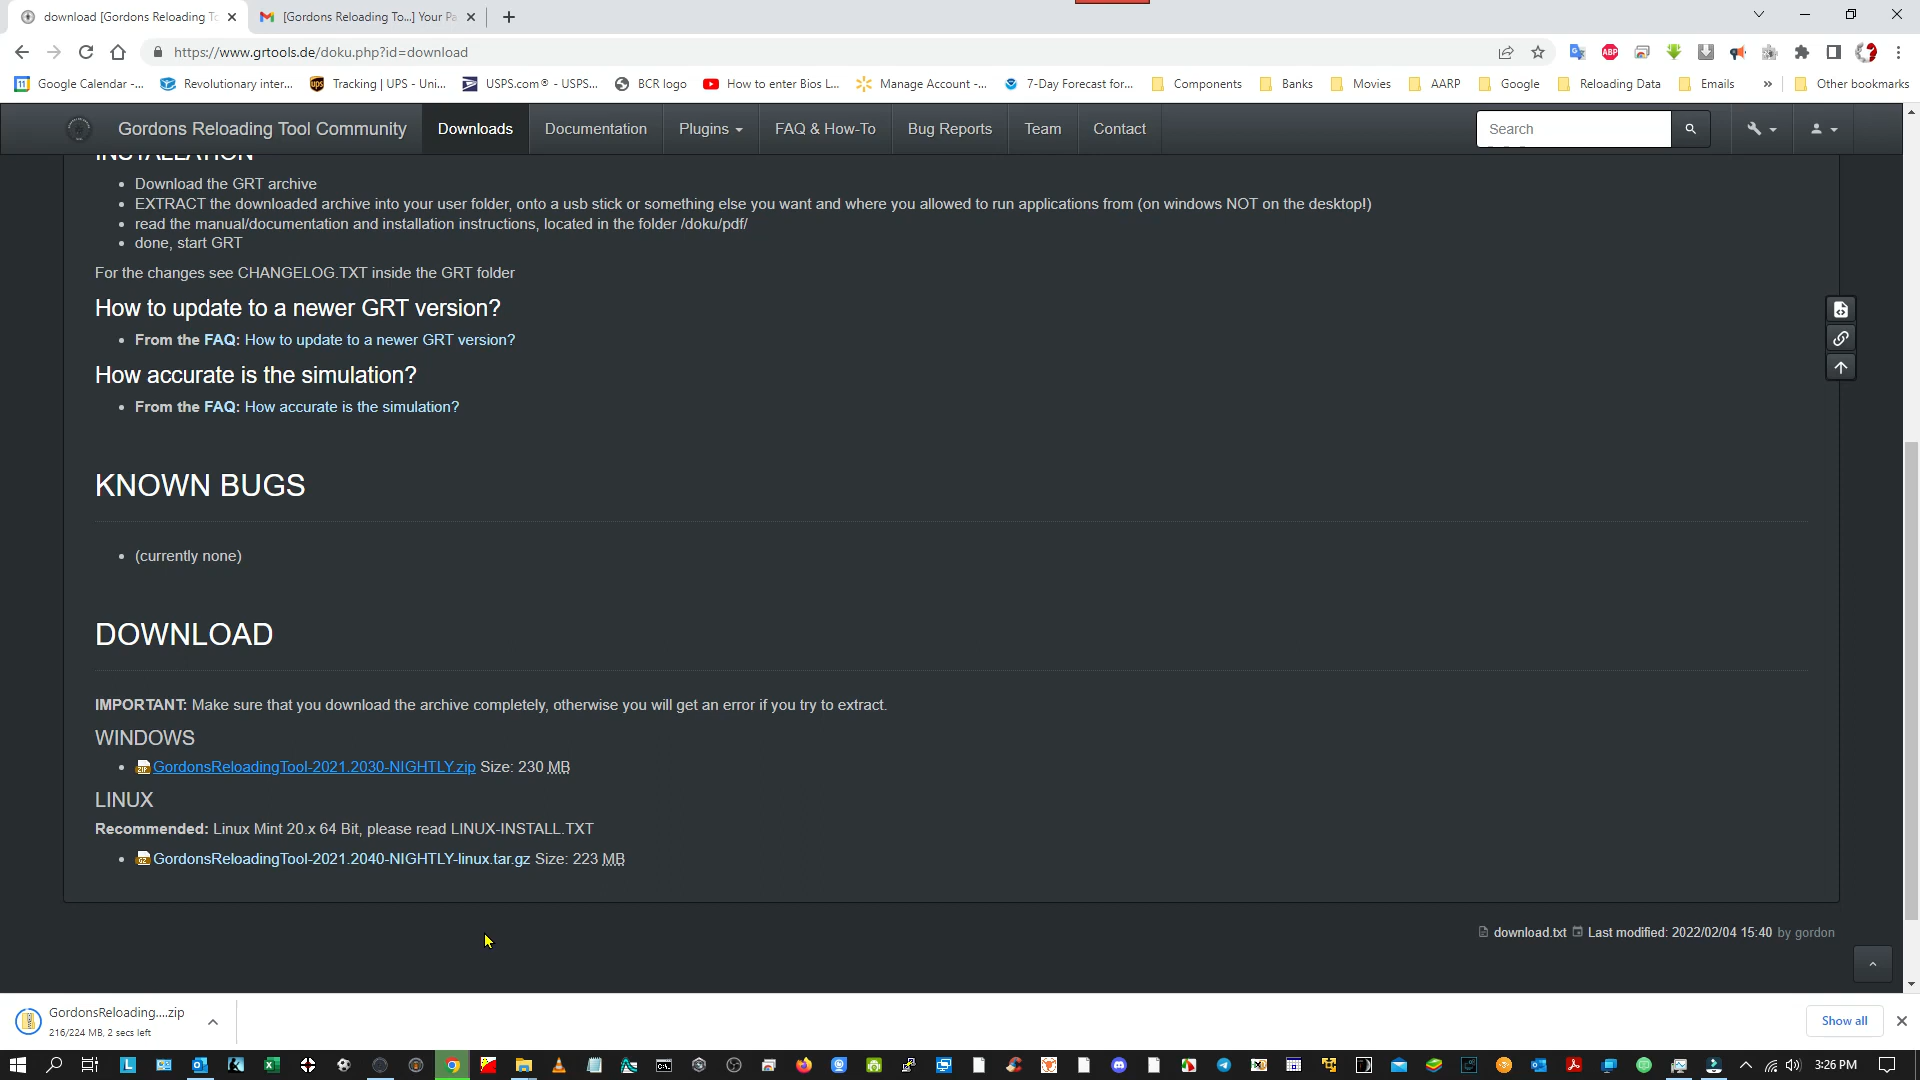 download [Gordons Reloading To
[Gordons Reloading To...] Your Pa
https://www.grtools.de/doku.php?id=download
ABP
11 Google Calendar -...
Revolutionary inter...
Tracking | UPS - Uni...
USPS.com® - USPS...
BCR logo
How to enter Bios L...
Manage Account -...
7-Day Forecast for...
Components
Banks
Movies
AARP
Google
Reloading Data
Emails
»
Other bookmarks
Gordons Reloading Tool Community
Downloads
Documentation
Plugins
FAQ & How-To
Bug Reports
Team
Contact
Search
INSTALLATION
• Download the GRT archive
• EXTRACT the downloaded archive into your user folder, onto a usb stick or something else you want and where you allowed to run applications from (on windows NOT on the desktop!)
• read the manual/documentation and installation instructions, located in the folder /doku/pdf/
• done, start GRT
For the changes see CHANGELOG.TXT inside the GRT folder
How to update to a newer GRT version?
• From the FAQ: How to update to a newer GRT version?
How accurate is the simulation?
• From the FAQ: How accurate is the simulation?
KNOWN BUGS
• (currently none)
DOWNLOAD
IMPORTANT: Make sure that you download the archive completely, otherwise you will get an error if you try to extract.
WINDOWS
• GordonsReloadingTool-2021.2030-NIGHTLY.zip Size: 230 MB
LINUX
Recommended: Linux Mint 20.x 64 Bit, please read LINUX-INSTALL.TXT
• GordonsReloadingTool-2021.2040-NIGHTLY-linux.tar.gz Size: 223 MB
download.txt Last modified: 2022/02/04 15:40 by gordon
GordonsReloading....zip
216/224 MB, 2 secs left
Show all
3:26 PM